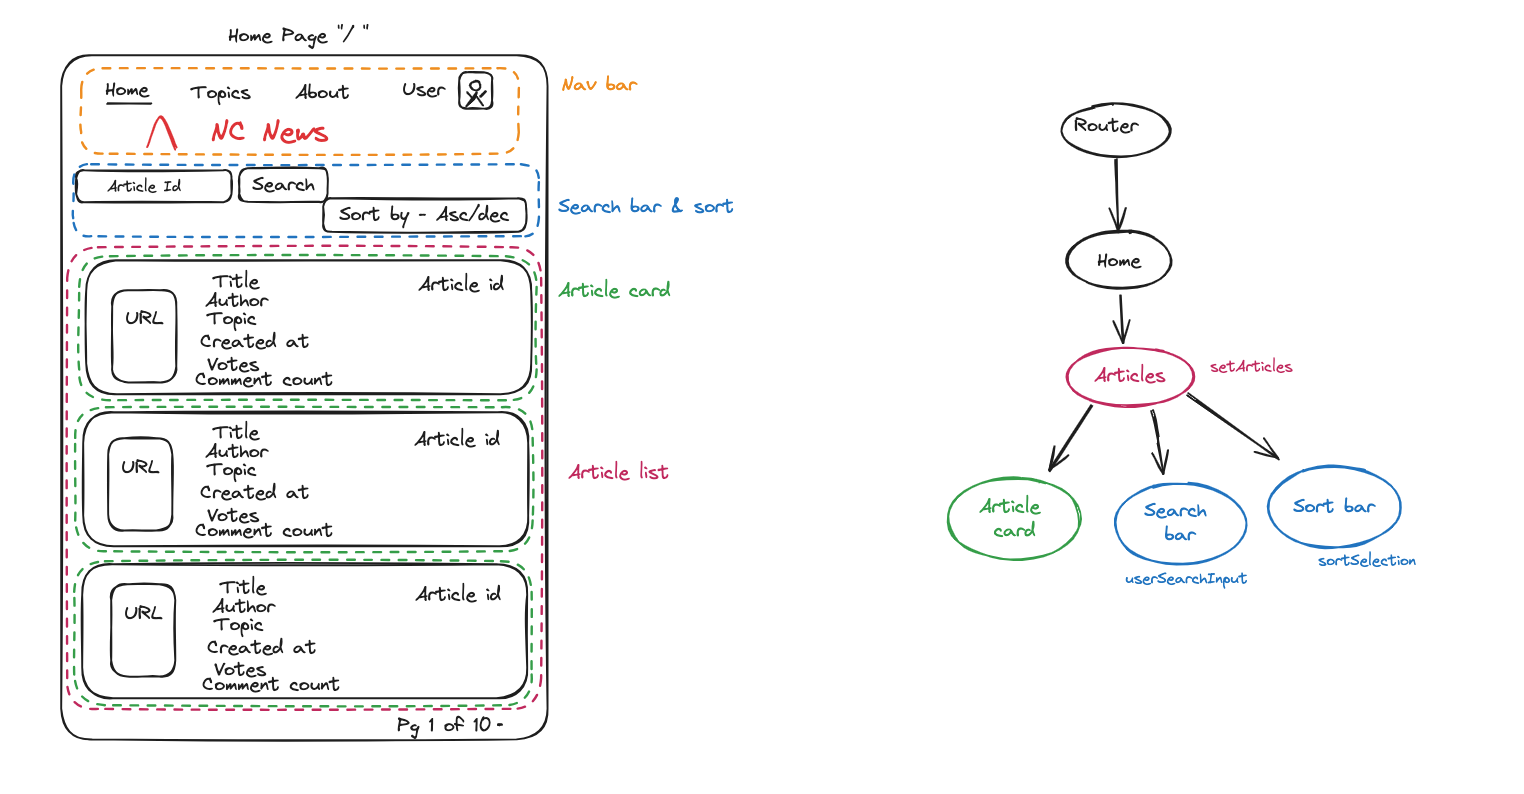 Home Page "/"
Home
Topics
About
User
Nav bar
NC News
Article Id
Search
Sort by - Asc/dec
Search bar & sort
Title
Author
Topic
Created at
Votes
Comment count
Article id
URL
Article card
Title
Author
Topic
Created at
Votes
Comment count
Article id
URL
Article list
Title
Author
Topic
Created at
Votes
Comment count
Article id
URL
Pg 1 of 10 -
Router
Home
Articles
setArticles
Article
card
Search
bar
userSearchInput
Sort bar
sortSelection